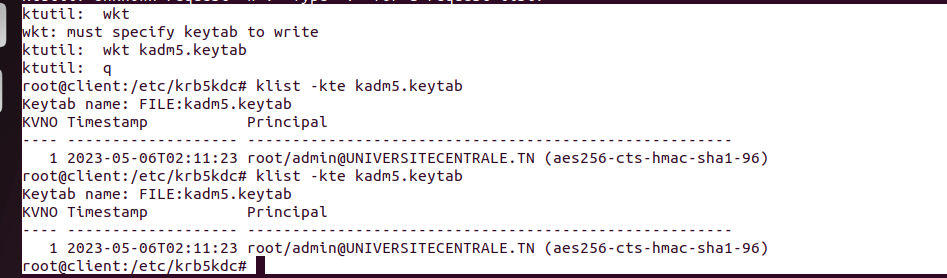 ktutil:  wkt
wkt: must specify keytab to write
ktutil:  wkt kadm5.keytab
ktutil:  q
root@client:/etc/krb5kdc# klist -kte kadm5.keytab
Keytab name: FILE:kadm5.keytab
KVNO Timestamp           Principal
---- ------------------- ------------------------------------------------------
   1 2023-05-06T02:11:23 root/admin@UNIVERSITECENTRALE.TN (aes256-cts-hmac-sha1-96)
root@client:/etc/krb5kdc# klist -kte kadm5.keytab
Keytab name: FILE:kadm5.keytab
KVNO Timestamp           Principal
---- ------------------- ------------------------------------------------------
   1 2023-05-06T02:11:23 root/admin@UNIVERSITECENTRALE.TN (aes256-cts-hmac-sha1-96)
root@client:/etc/krb5kdc#